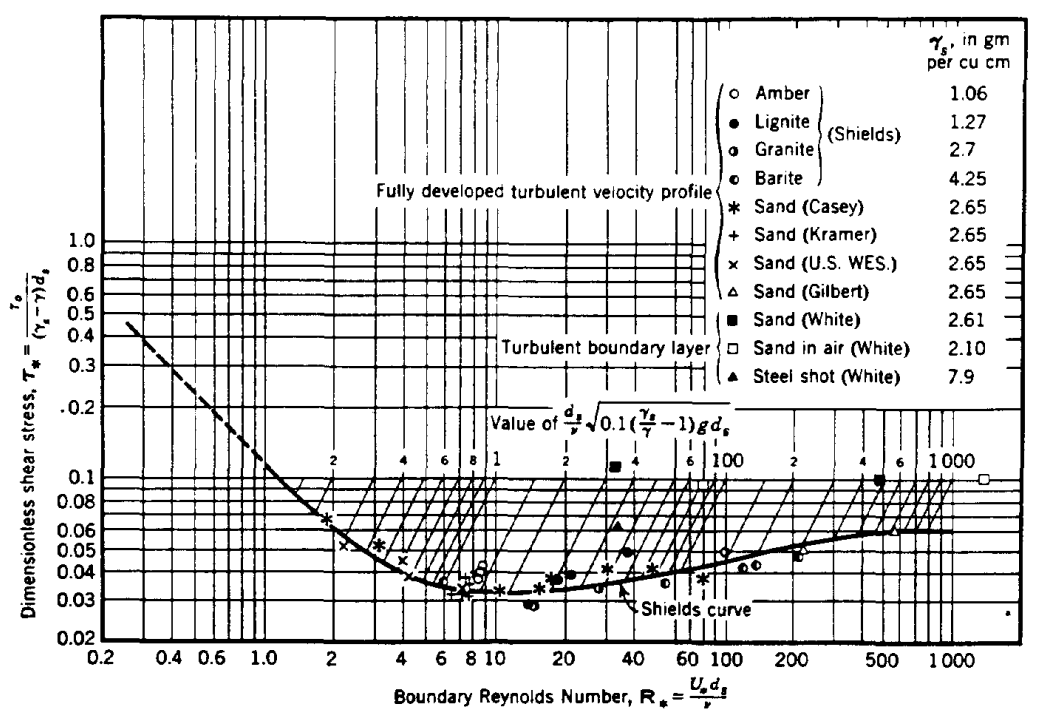 γs, in gm
per cu cm
○ Amber 1.06
● Lignite 1.27
(Shields)
◑ Granite 2.7
◐ Barite 4.25
Fully developed turbulent velocity profile
* Sand (Casey) 2.65
+ Sand (Kramer) 2.65
× Sand (U.S. WES.) 2.65
△ Sand (Gilbert) 2.65
■ Sand (White) 2.61
Turbulent boundary layer
□ Sand in air (White) 2.10
▲ Steel shot (White) 7.9
Value of ds/ν √0.1(γs/γ −1)g ds
2 4 6 8 1 2 4 6 100 2 4 6 1 000
Dimensionless shear stress, τ* = τo/(γs−γ)ds
1.0
0.8
0.6
0.5
0.4
0.3
0.2
0.1
0.08
0.06
0.05
0.04
0.03
0.02
Shields curve
0.2 0.4 0.6 1.0 2 4 6 8 10 20 40 60 100 200 500 1 000
Boundary Reynolds Number, R* = U*ds/ν